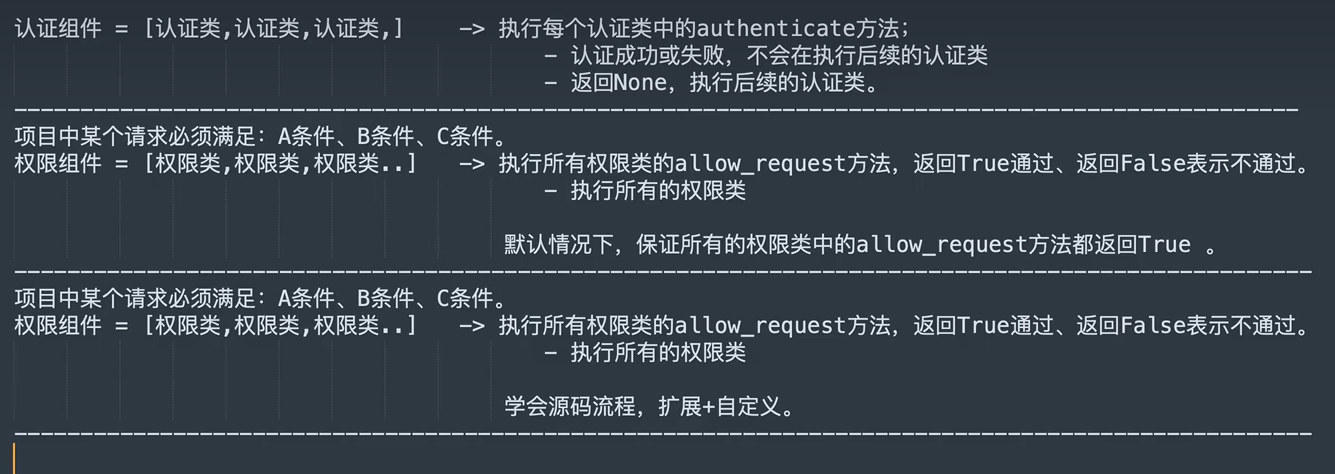 认证组件 = [认证类,认证类,认证类,] -> 执行每个认证类中的authenticate方法；
- 认证成功或失败，不会在执行后续的认证类
- 返回None，执行后续的认证类。
----------------------------------------------------------------------------------------------------
项目中某个请求必须满足：A条件、B条件、C条件。
权限组件 = [权限类,权限类,权限类..] -> 执行所有权限类的allow_request方法，返回True通过、返回False表示不通过。
- 执行所有的权限类
默认情况下，保证所有的权限类中的allow_request方法都返回True 。
----------------------------------------------------------------------------------------------------
项目中某个请求必须满足：A条件、B条件、C条件。
权限组件 = [权限类,权限类,权限类..] -> 执行所有权限类的allow_request方法，返回True通过、返回False表示不通过。
- 执行所有的权限类
学会源码流程，扩展+自定义。
----------------------------------------------------------------------------------------------------